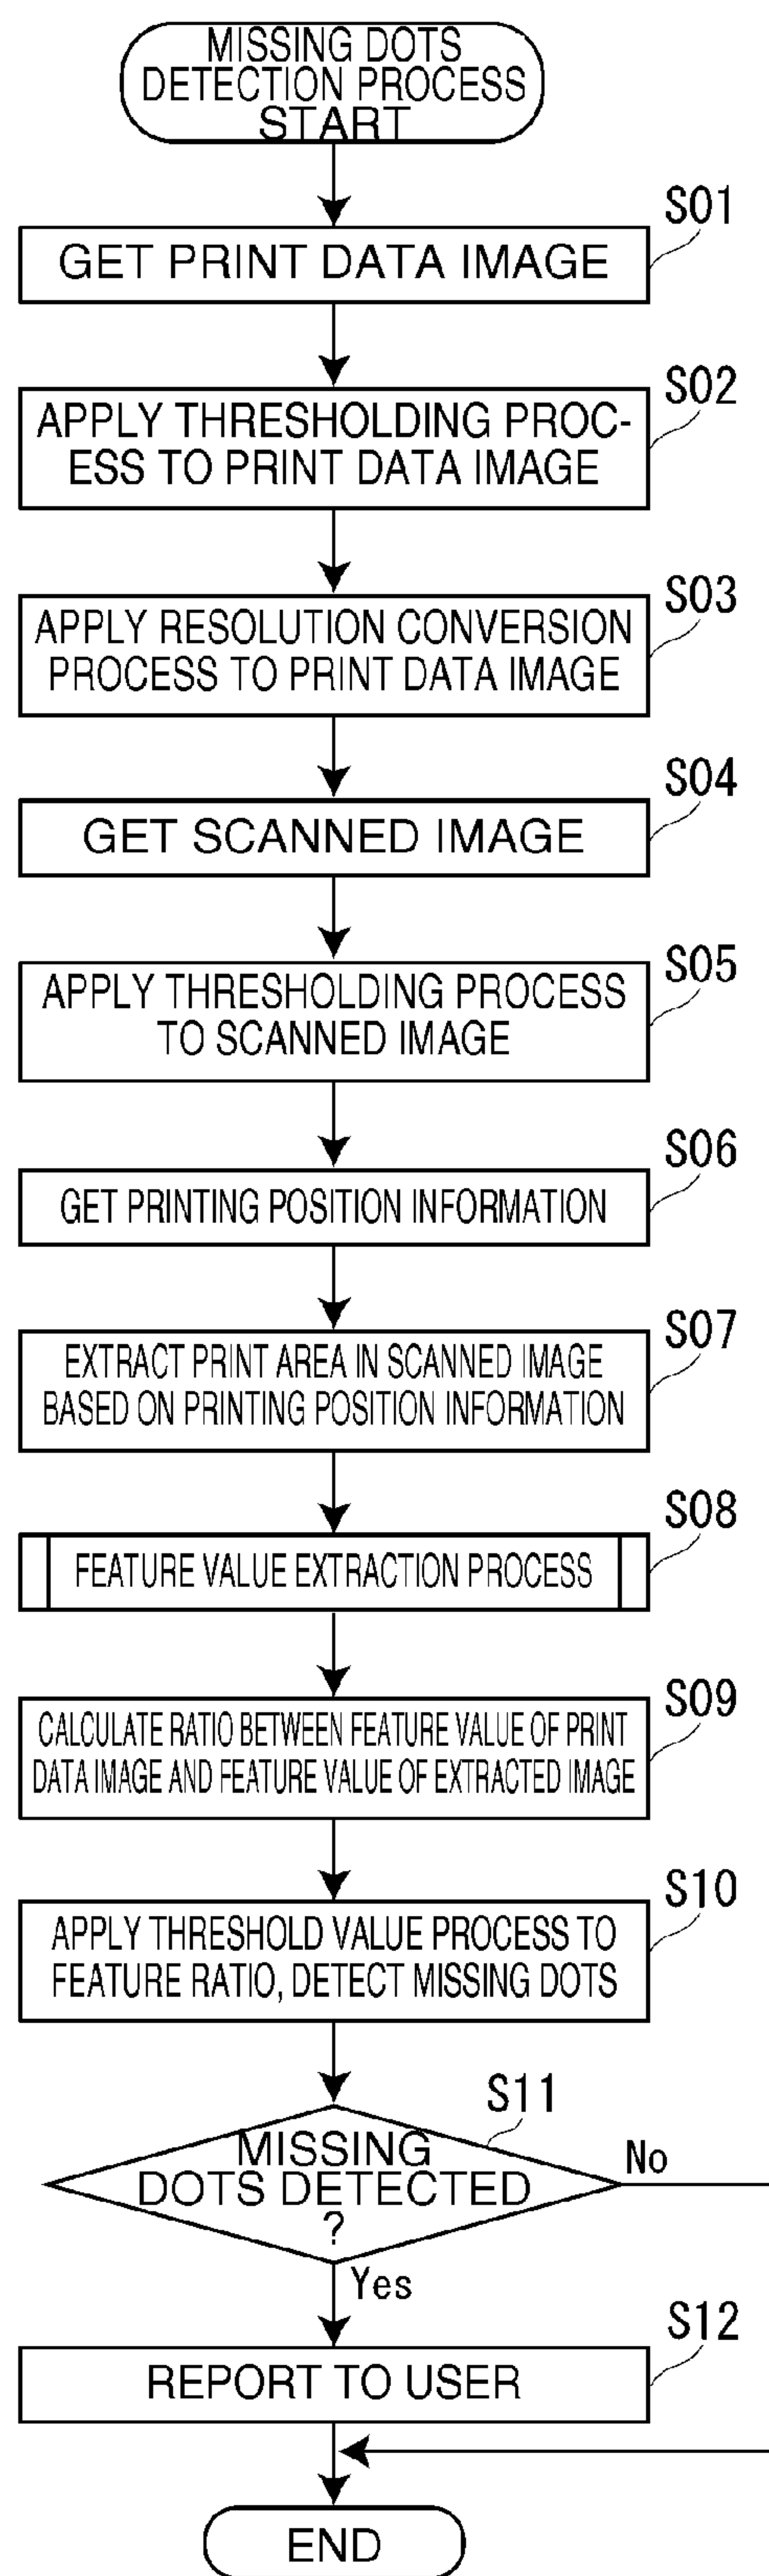 MISSING DOTS
DETECTION PROCESS
START
S01
GET PRINT DATA IMAGE
S02
APPLY THRESHOLDING PROC-
ESS TO PRINT DATA IMAGE
S03
APPLY RESOLUTION CONVERSION
PROCESS TO PRINT DATA IMAGE
S04
GET SCANNED IMAGE
S05
APPLY THRESHOLDING PROCESS
TO SCANNED IMAGE
S06
GET PRINTING POSITION INFORMATION
S07
EXTRACT PRINT AREA IN SCANNED IMAGE
BASED ON PRINTING POSITION INFORMATION
S08
FEATURE VALUE EXTRACTION PROCESS
S09
CALCULATE RATIO BETWEEN FEATURE VALUE OF PRINT
DATA IMAGE AND FEATURE VALUE OF EXTRACTED IMAGE
S10
APPLY THRESHOLD VALUE PROCESS TO
FEATURE RATIO, DETECT MISSING DOTS
S11
MISSING
DOTS DETECTED
?
No
Yes
S12
REPORT TO USER
END